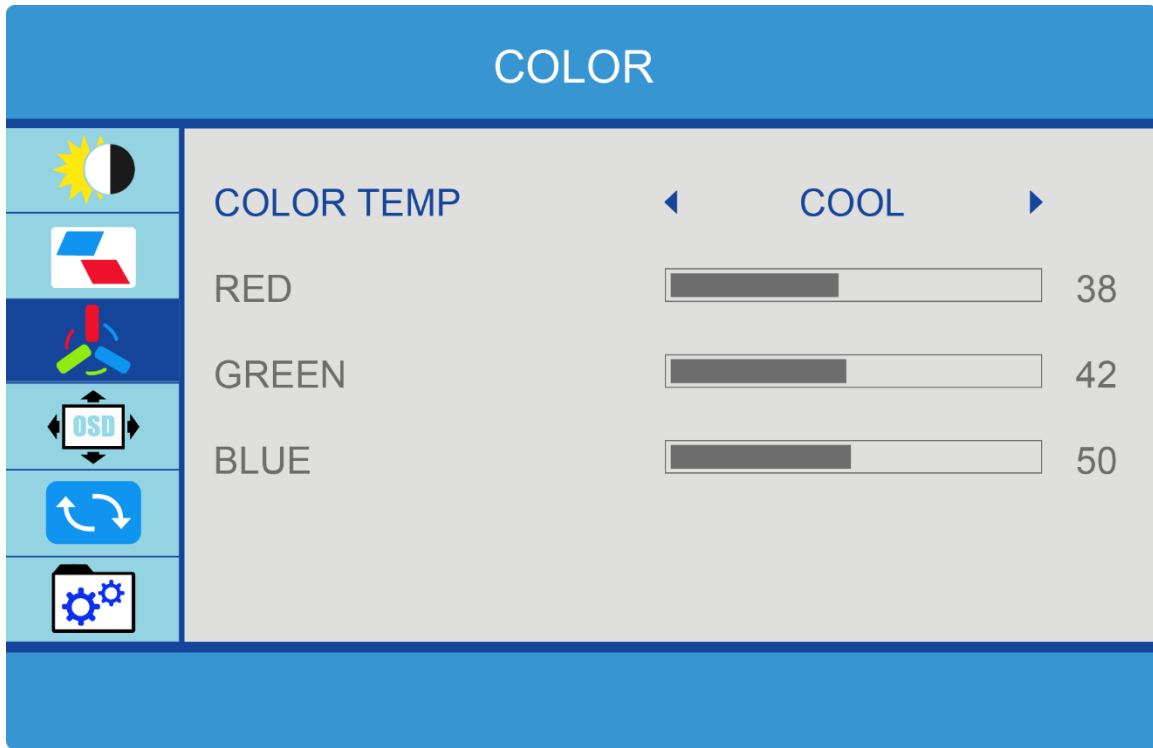 COLOR
COLOR TEMP COOL
RED 38
GREEN 42
OSD
BLUE 50